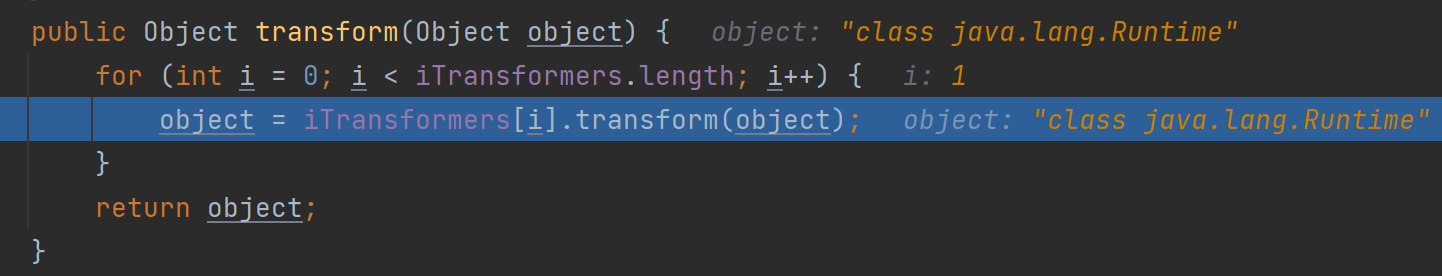 public Object transform(Object object) {   object: "class java.lang.Runtime"
    for (int i = 0; i < iTransformers.length; i++) {   i: 1
        object = iTransformers[i].transform(object);   object: "class java.lang.Runtime"
    }
    return object;
}